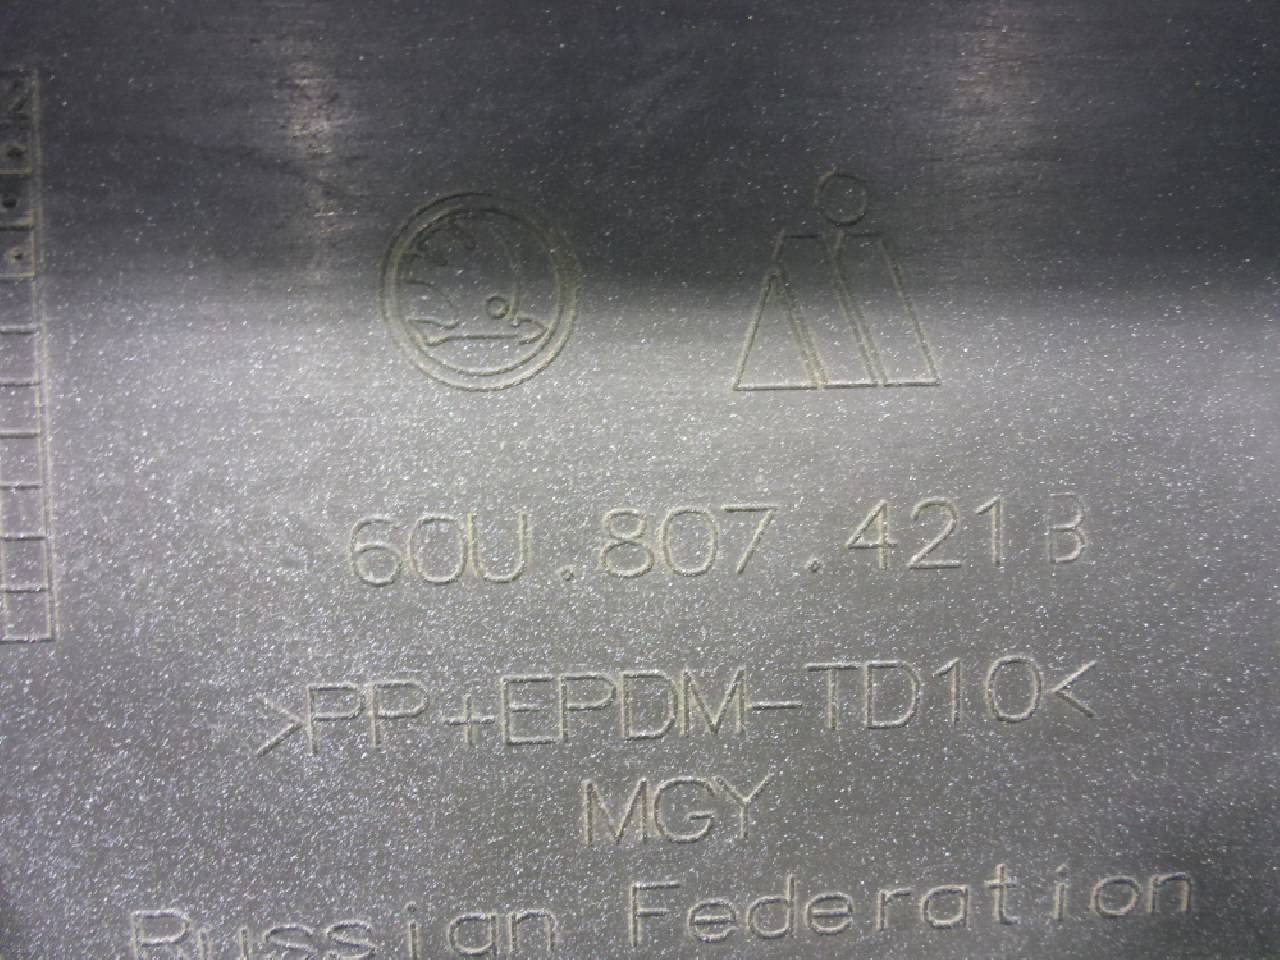 60U.807.421 B
>PP+EPDM-TD10<
MGY
Russian Federation